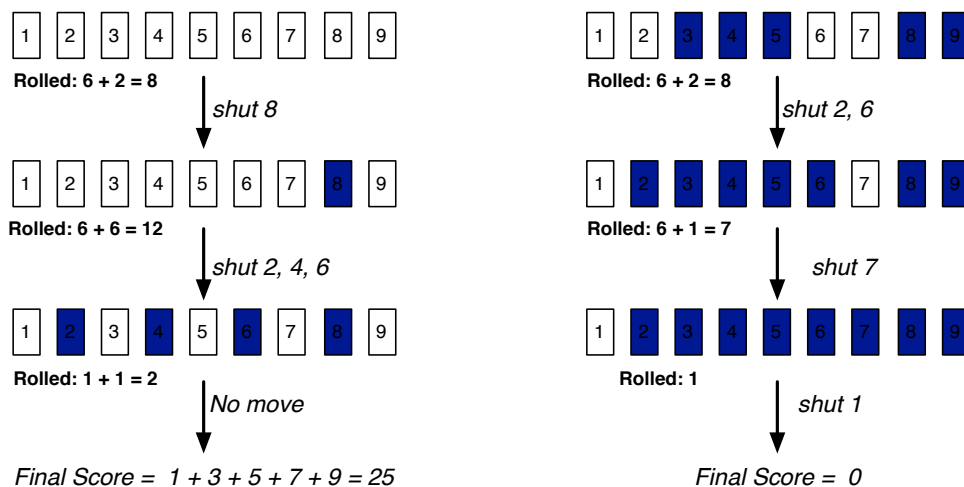 1 2 3 4 5 6 7 8 9
Rolled: 6 + 2 = 8
shut 8
1 2 3 4 5 6 7 8 9
Rolled: 6 + 6 = 12
shut 2, 4, 6
1 2 3 4 5 6 7 8 9
Rolled: 1 + 1 = 2
No move
Final Score = 1 + 3 + 5 + 7 + 9 = 25
1 2 3 4 5 6 7 8 9
Rolled: 6 + 2 = 8
shut 2, 6
1 2 3 4 5 6 7 8 9
Rolled: 6 + 1 = 7
shut 7
1 2 3 4 5 6 7 8 9
Rolled: 1
shut 1
Final Score = 0